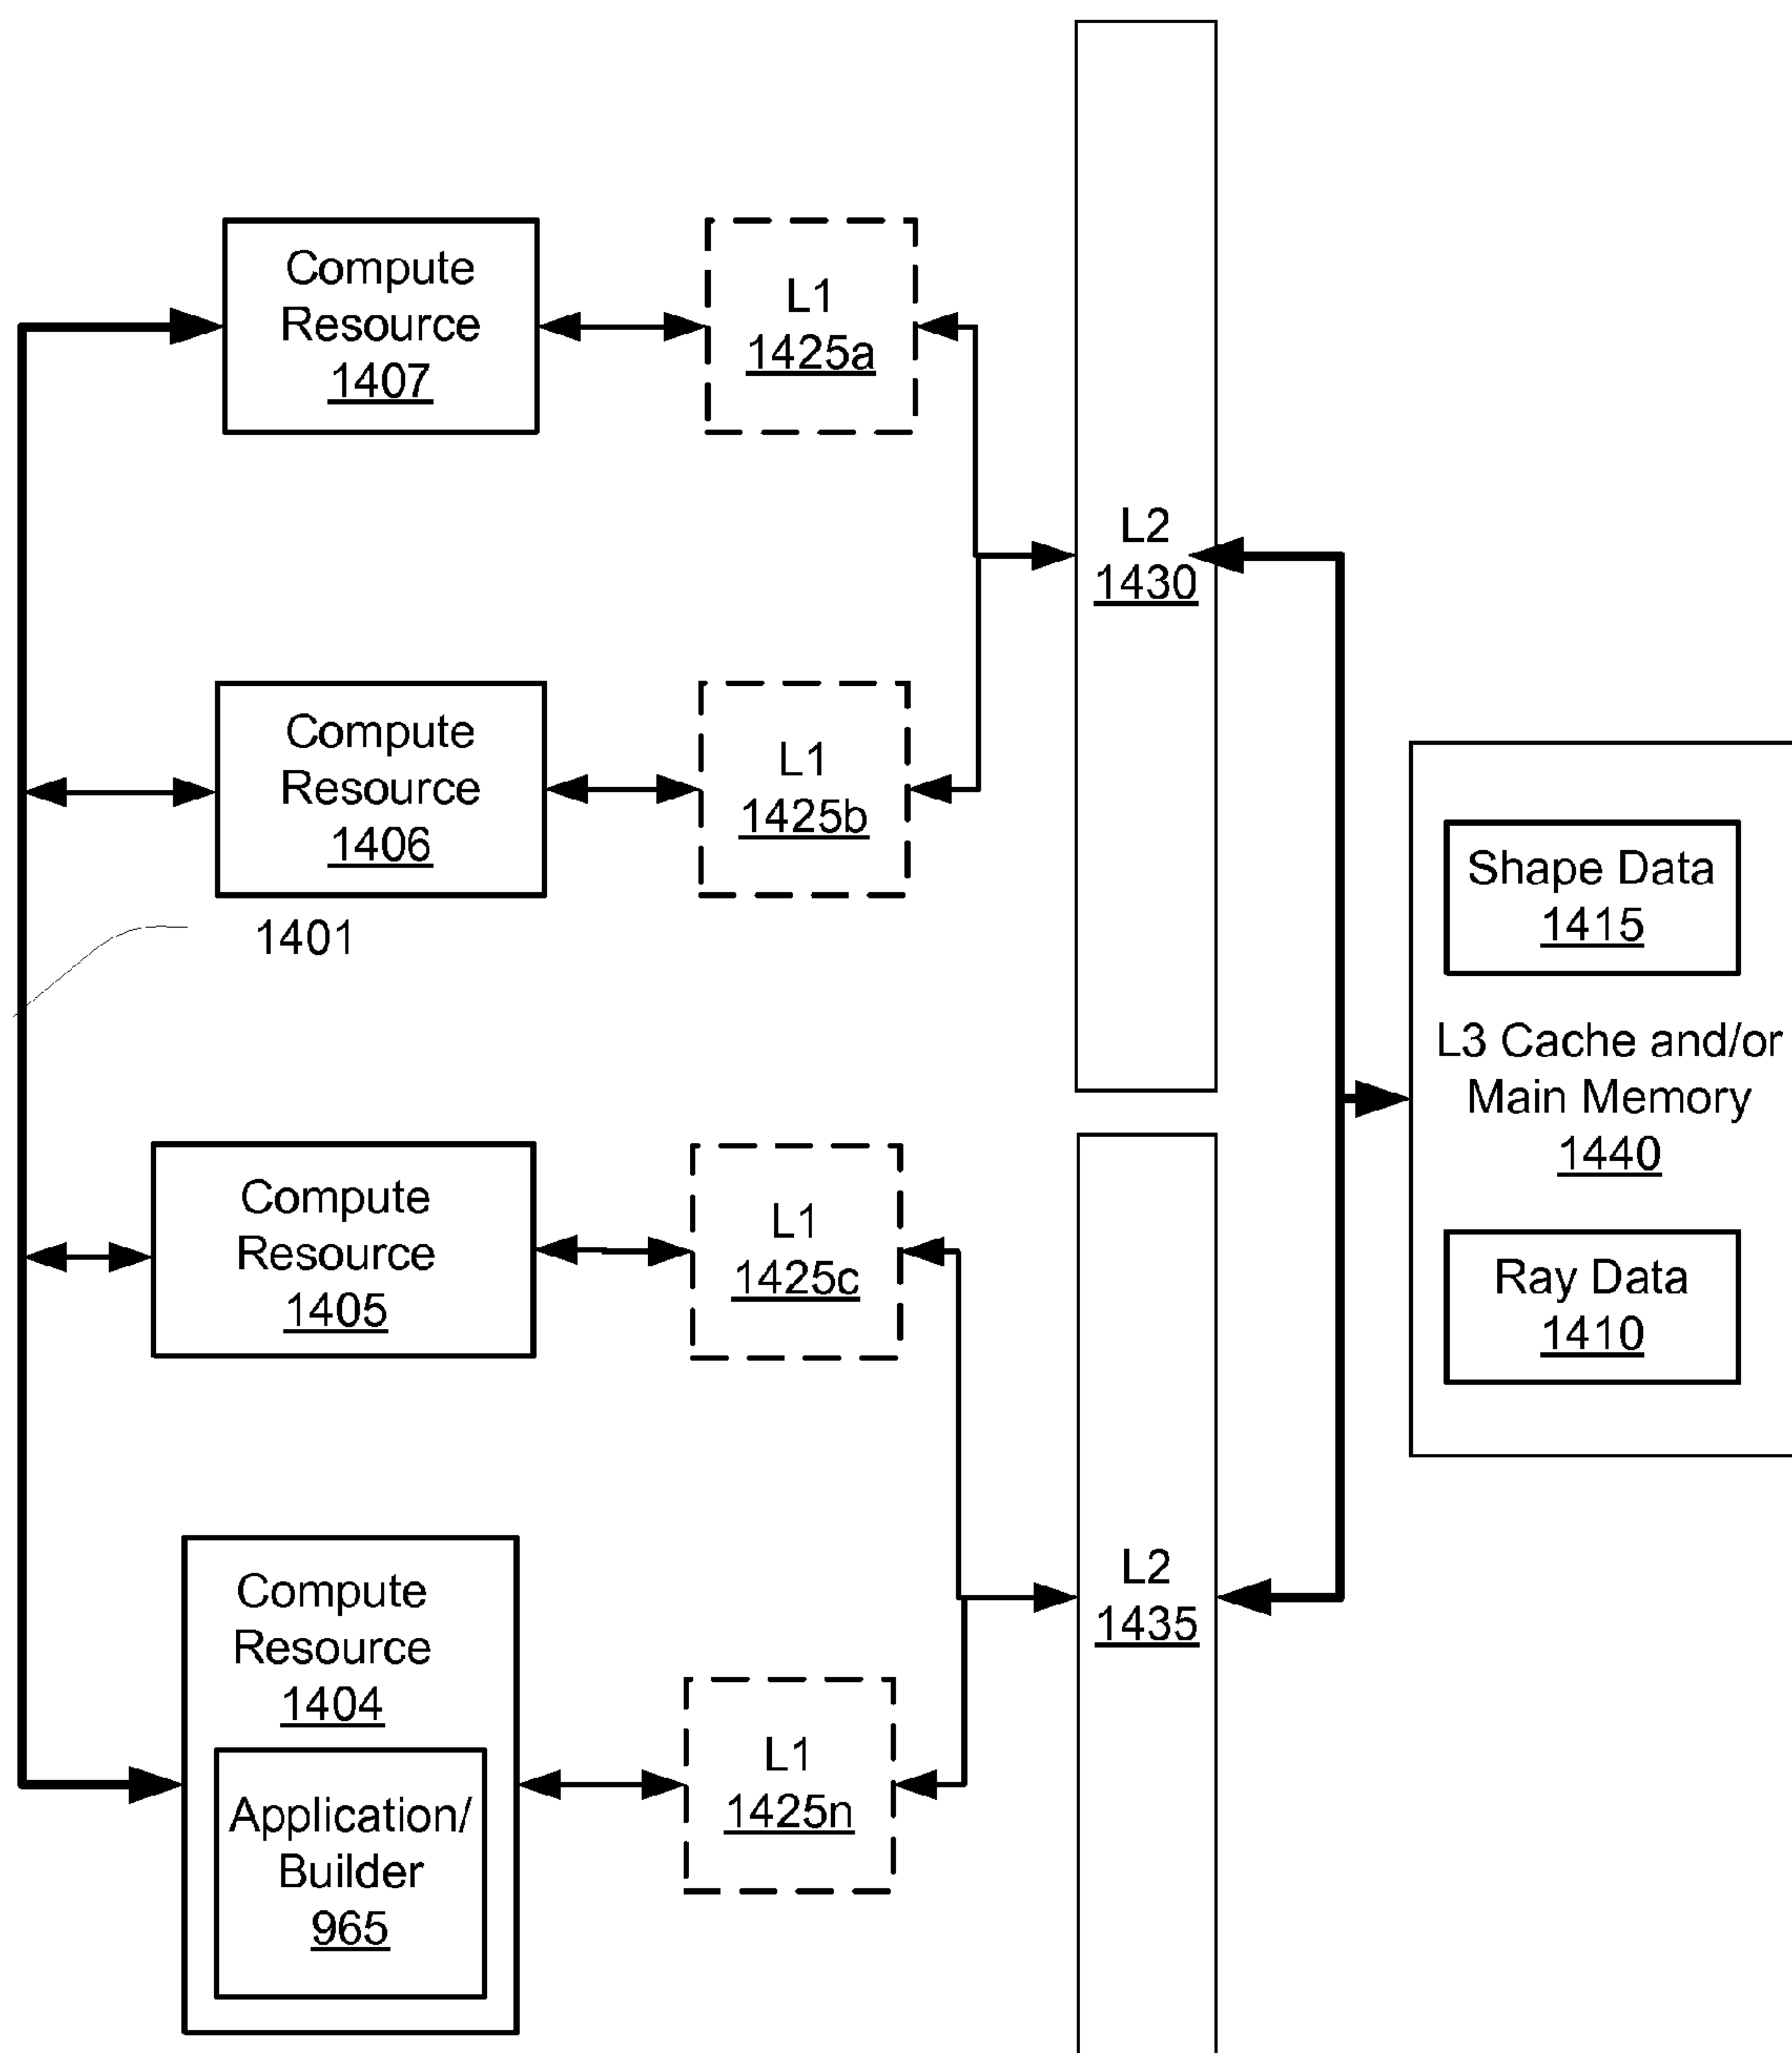 Compute
Resource
1407
L1
1425a
L2
1430
Compute
Resource
1406
L1
1425b
1401
Shape Data
1415
L3 Cache and/or
Main Memory
1440
Ray Data
1410
Compute
Resource
1405
L1
1425c
L2
1435
Compute
Resource
1404
Application/
Builder
965
L1
1425n